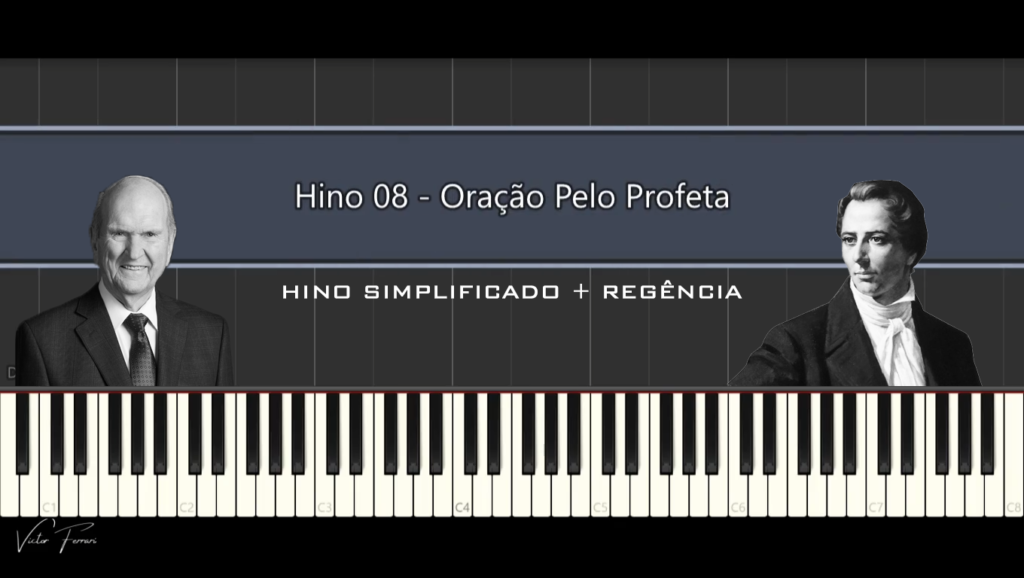 Hino 08 - Oração Pelo Profeta
HINO SIMPLIFICADO + REGÊNCIA
D
C1 C2 C3 C4 C5 C6 C7 C8
Victor Ferrari